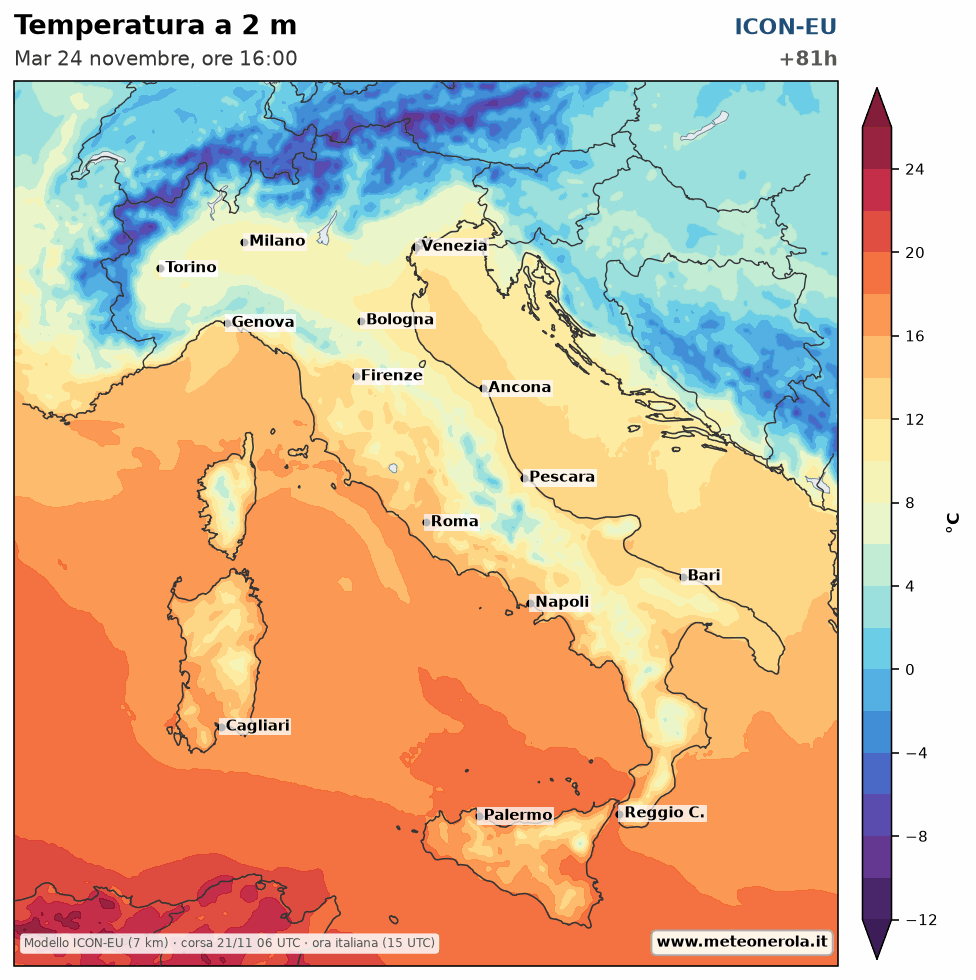 Temperatura a 2 m
ICON-EU
Mar 24 novembre, ore 16:00
+81h
Milano
Venezia
Torino
Genova
Bologna
Firenze
Ancona
Pescara
Roma
Bari
Napoli
Cagliari
Palermo
Reggio C.
24
20
16
12
8
4
0
−4
−8
−12
°C
Modello ICON-EU (7 km) · corsa 21/11 06 UTC · ora italiana (15 UTC)
www.meteonerola.it